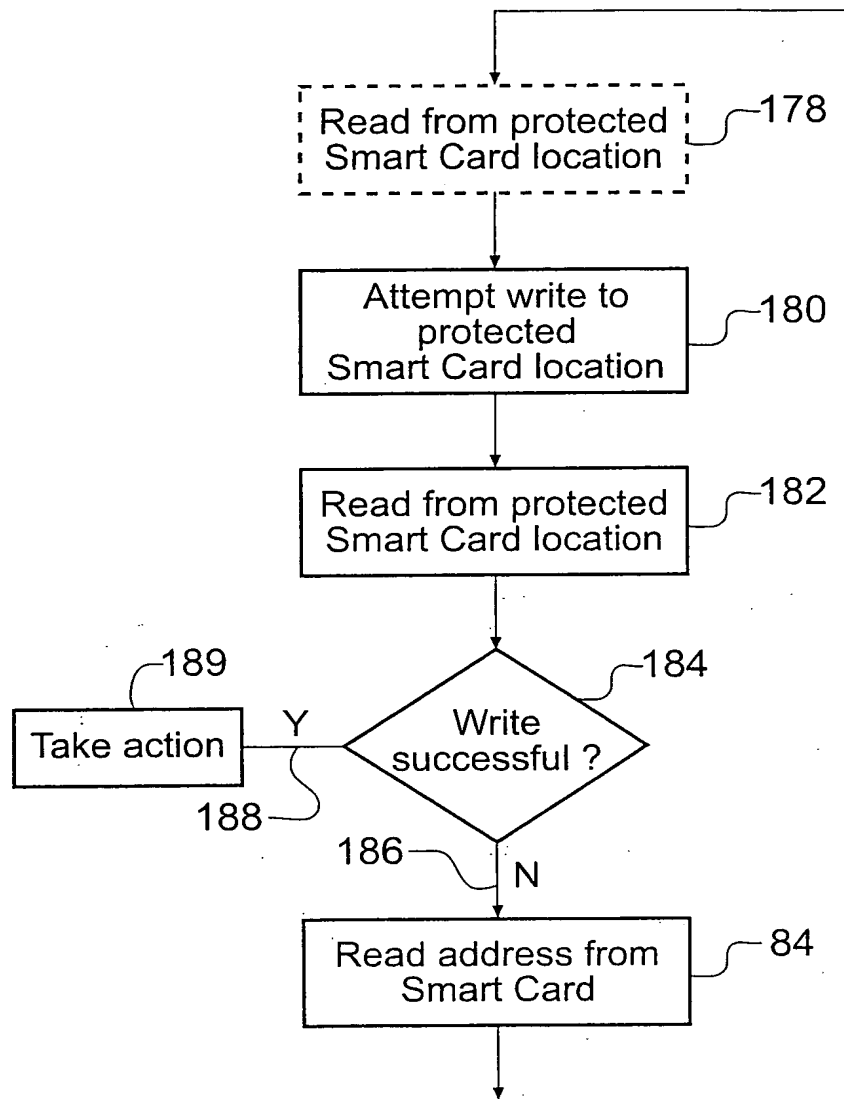 Read from protected
Smart Card location
178
Attempt write to
protected
Smart Card location
180
Read from protected
Smart Card location
182
184
189
Y
Write
successful ?
Take action
188
186
N
Read address from
Smart Card
84